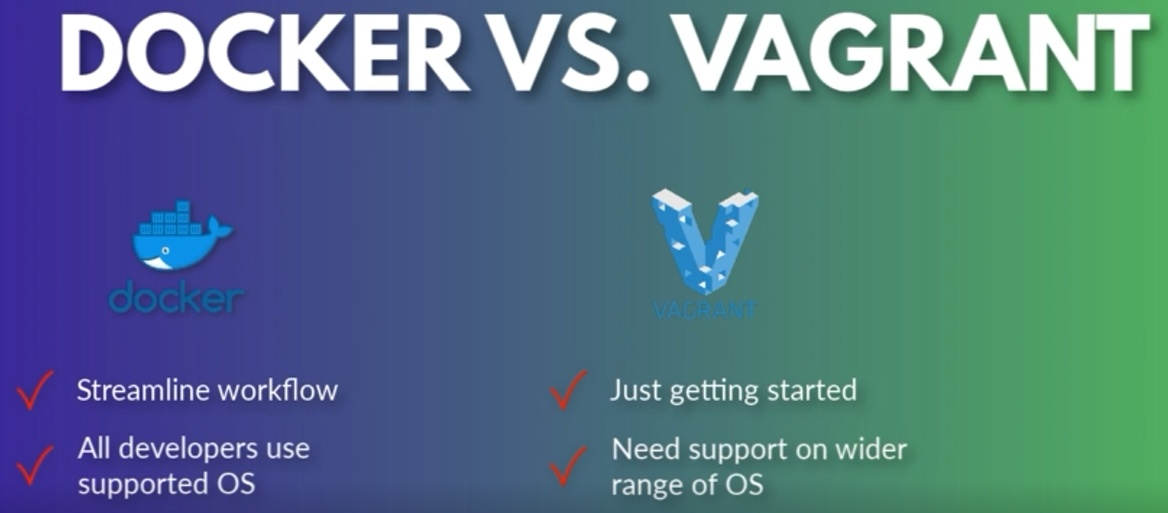 DOCKER VS. VAGRANT
docker
VAGRANT
Streamline workflow
Just getting started
All developers use
supported OS
Need support on wider
range of OS